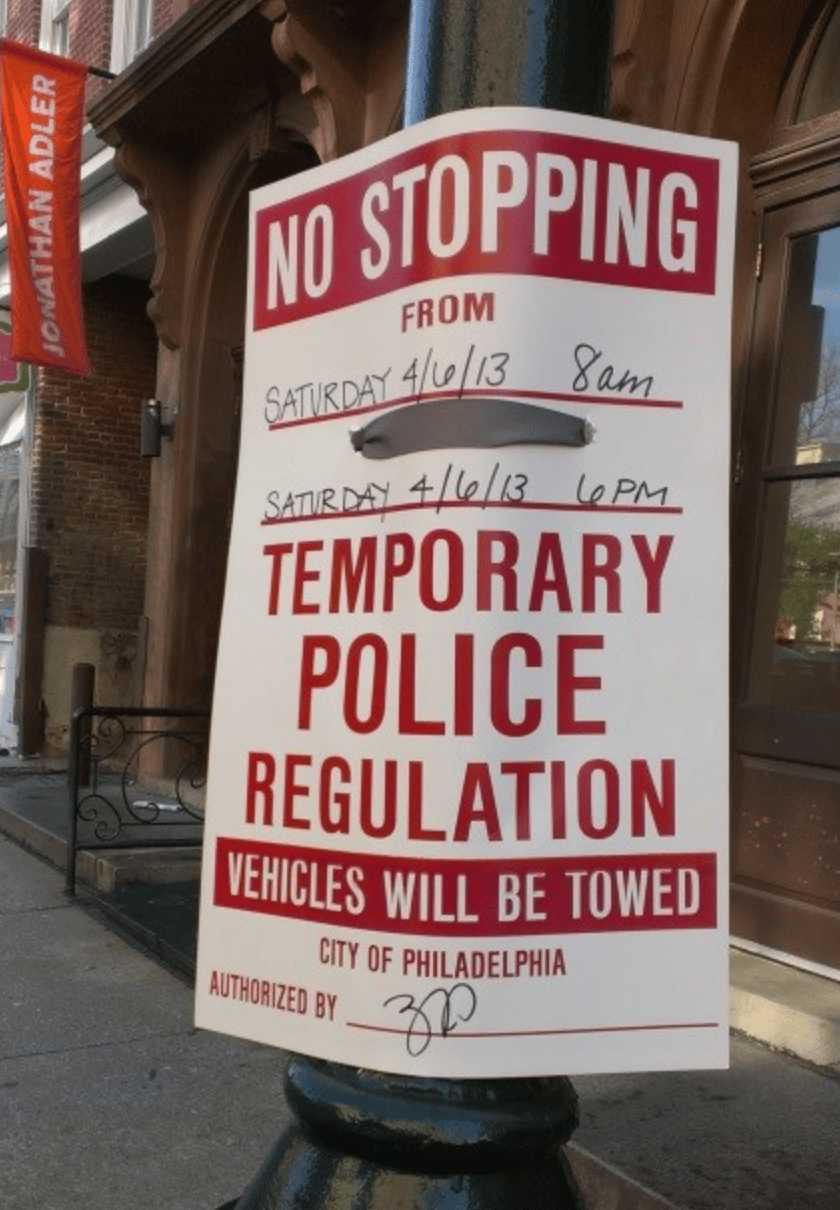 JONATHAN ADLER
NO STOPPING
FROM
SATURDAY 4/6/13 8am
SATURDAY 4/6/13 6PM
TEMPORARY
POLICE
REGULATION
VEHICLES WILL BE TOWED
CITY OF PHILADELPHIA
AUTHORIZED BY